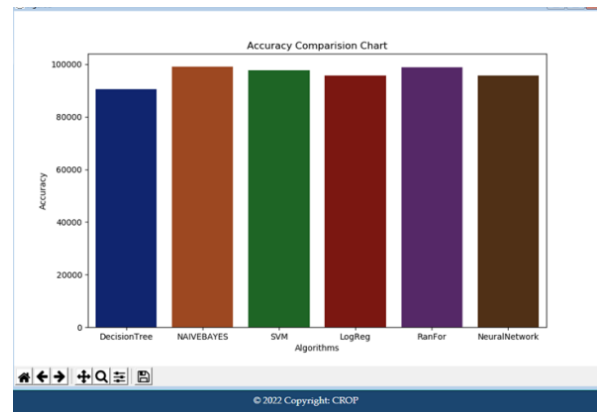 Accuracy Comparision Chart
100000
80000
60000
40000
20000
0
Accuracy
DecisionTree NAIVEBAYES SVM LogReg RanFor NeuralNetwork
Algorithms
© 2022 Copyright: CROP